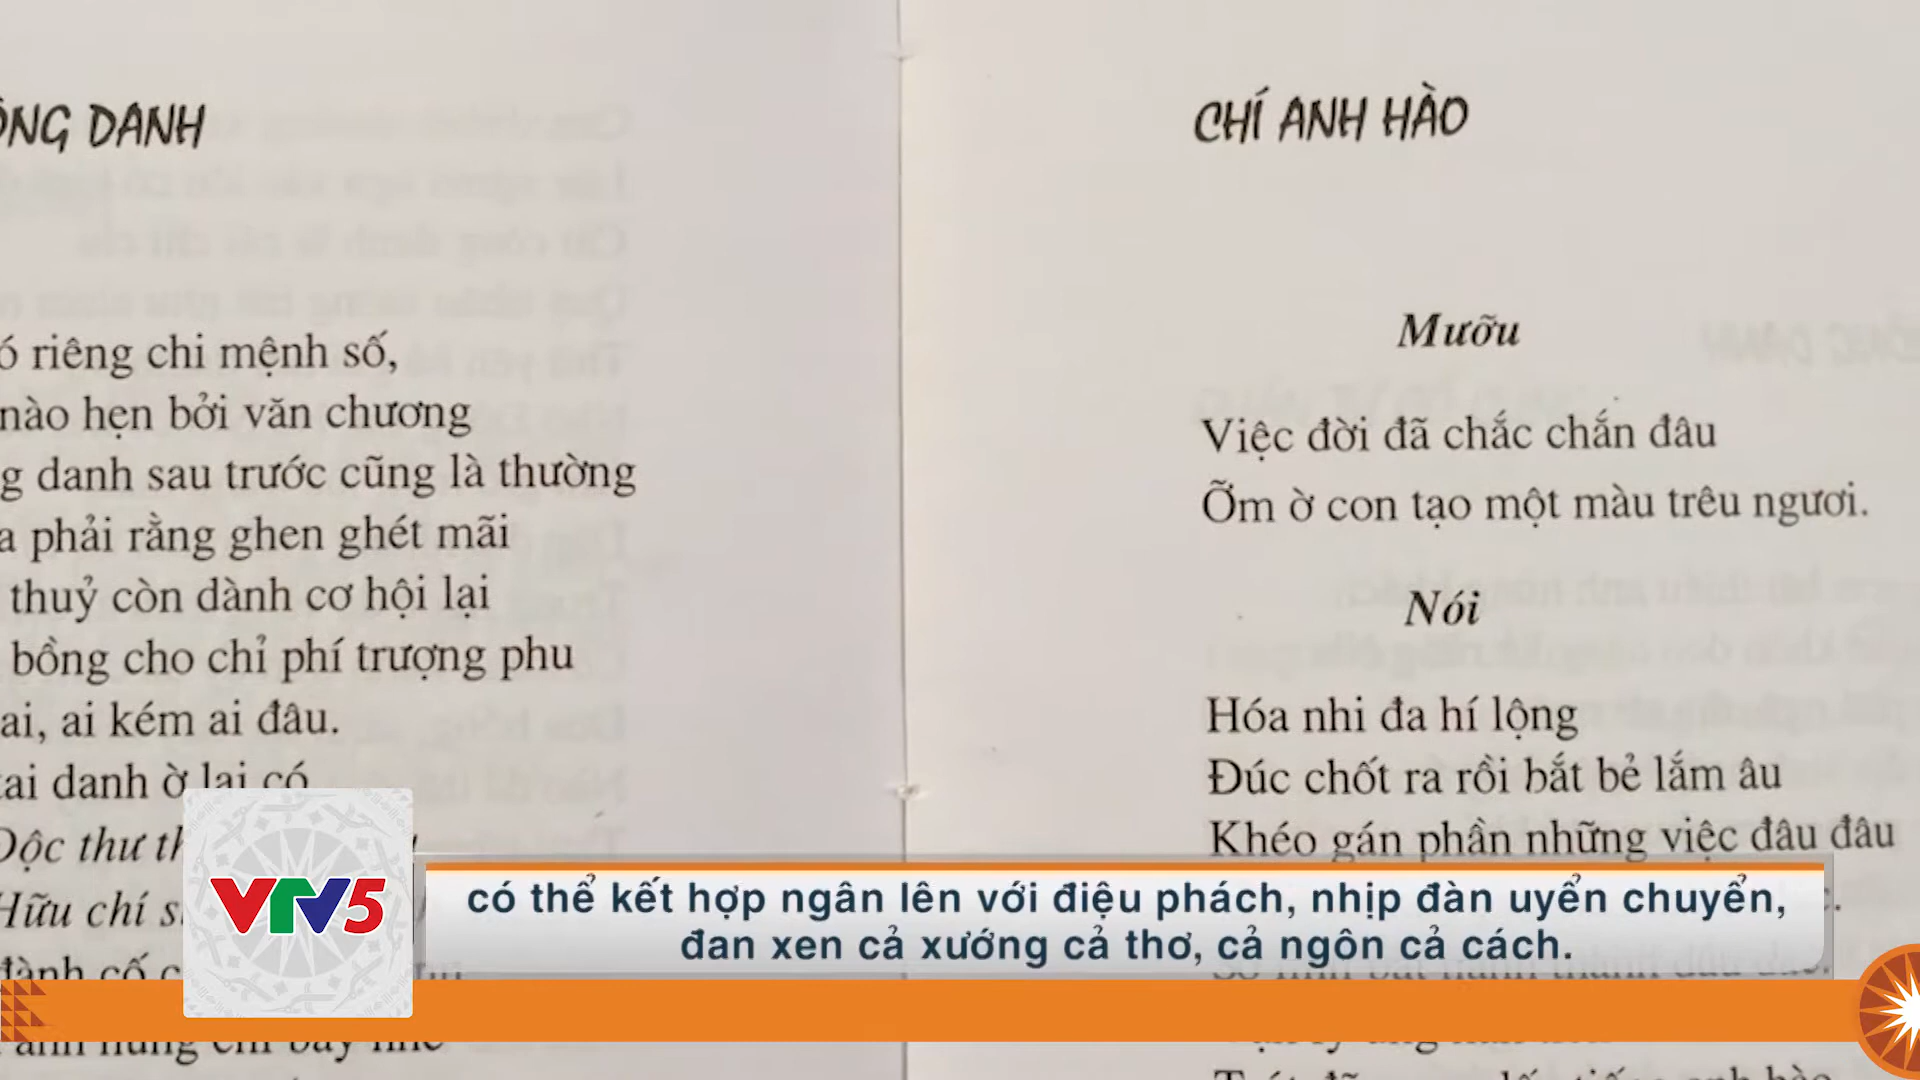 ÔNG DANH
ó riêng chi mệnh số,
nào hẹn bởi văn chương
g danh sau trước cũng là thường
a phải rằng ghen ghét mãi
thuỷ còn dành cơ hội lại
bồng cho chỉ phí trượng phu
ai, ai kém ai đâu.
tai danh ờ lại có
Độc thư th
Hữu chí s
CHÍ ANH HÀO
Mưỡu
Việc đời đã chắc chắn đâu
Ỡm ờ con tạo một màu trêu ngươi.
Nói
Hóa nhi đa hí lộng
Đúc chốt ra rồi bắt bẻ lắm âu
Khéo gán phần những việc đâu đâu
VTV5
có thể kết hợp ngân lên với điệu phách, nhịp đàn uyển chuyển,
đan xen cả xướng cả thơ, cả ngôn cả cách.